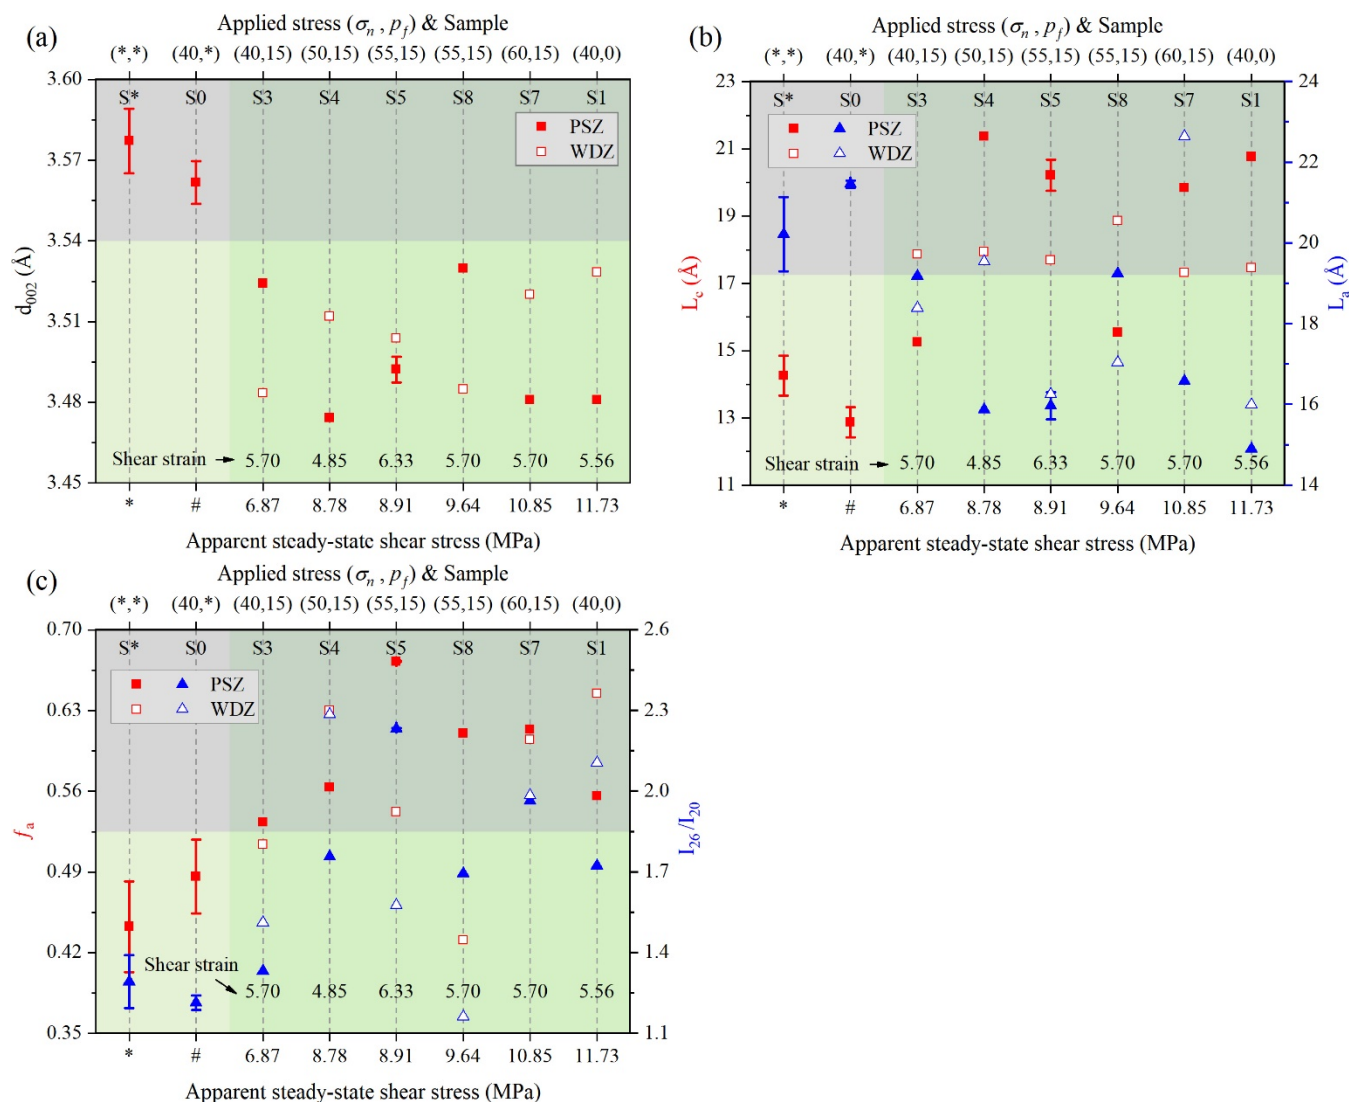 (a)
Applied stress (σn , pf) & Sample
(*,*) (40,*) (40,15) (50,15) (55,15) (55,15) (60,15) (40,0)
S* S0 S3 S4 S5 S8 S7 S1
PSZ
WDZ
3.60
3.57
3.54
3.51
3.48
3.45
d002 (Å)
Shear strain 5.70 4.85 6.33 5.70 5.70 5.56
* # 6.87 8.78 8.91 9.64 10.85 11.73
Apparent steady-state shear stress (MPa)
(b)
Applied stress (σn , pf) & Sample
(*,*) (40,*) (40,15) (50,15) (55,15) (55,15) (60,15) (40,0)
S* S0 S3 S4 S5 S8 S7 S1
PSZ
WDZ
23
21
19
17
15
13
11
Lc (Å)
24
22
20
18
16
14
La (Å)
Shear strain 5.70 4.85 6.33 5.70 5.70 5.56
* # 6.87 8.78 8.91 9.64 10.85 11.73
Apparent steady-state shear stress (MPa)
(c)
Applied stress (σn , pf) & Sample
(*,*) (40,*) (40,15) (50,15) (55,15) (55,15) (60,15) (40,0)
S* S0 S3 S4 S5 S8 S7 S1
PSZ
WDZ
0.70
0.63
0.56
0.49
0.42
0.35
fa
2.6
2.3
2.0
1.7
1.4
1.1
I26/I20
Shear strain
5.70 4.85 6.33 5.70 5.70 5.56
* # 6.87 8.78 8.91 9.64 10.85 11.73
Apparent steady-state shear stress (MPa)